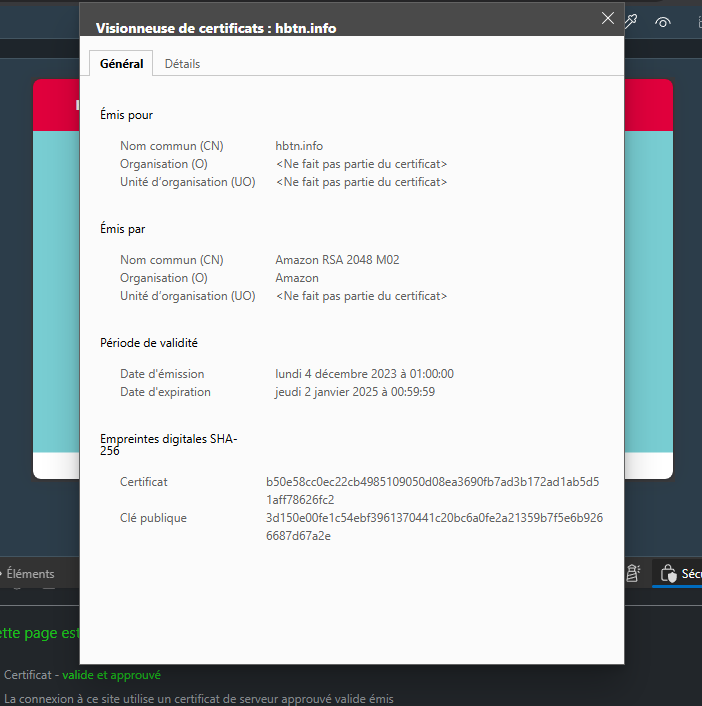 Visionneuse de certificats : hbtn.info
Général
Détails
Émis pour
Nom commun (CN) hbtn.info
Organisation (O) <Ne fait pas partie du certificat>
Unité d'organisation (UO) <Ne fait pas partie du certificat>
Émis par
Nom commun (CN) Amazon RSA 2048 M02
Organisation (O) Amazon
Unité d'organisation (UO) <Ne fait pas partie du certificat>
Période de validité
Date d'émission lundi 4 décembre 2023 à 01:00:00
Date d'expiration jeudi 2 janvier 2025 à 00:59:59
Empreintes digitales SHA-
256
Certificat b50e58cc0ec22cb4985109050d08ea3690fb7ad3b172ad1ab5d5
1aff78626fc2
Clé publique 3d150e00fe1c54ebf3961370441c20bc6a0fe2a21359b7f5e6b926
6687d67a2e
Éléments
Sécu
ette page est
Certificat - valide et approuvé
La connexion à ce site utilise un certificat de serveur approuvé valide émis